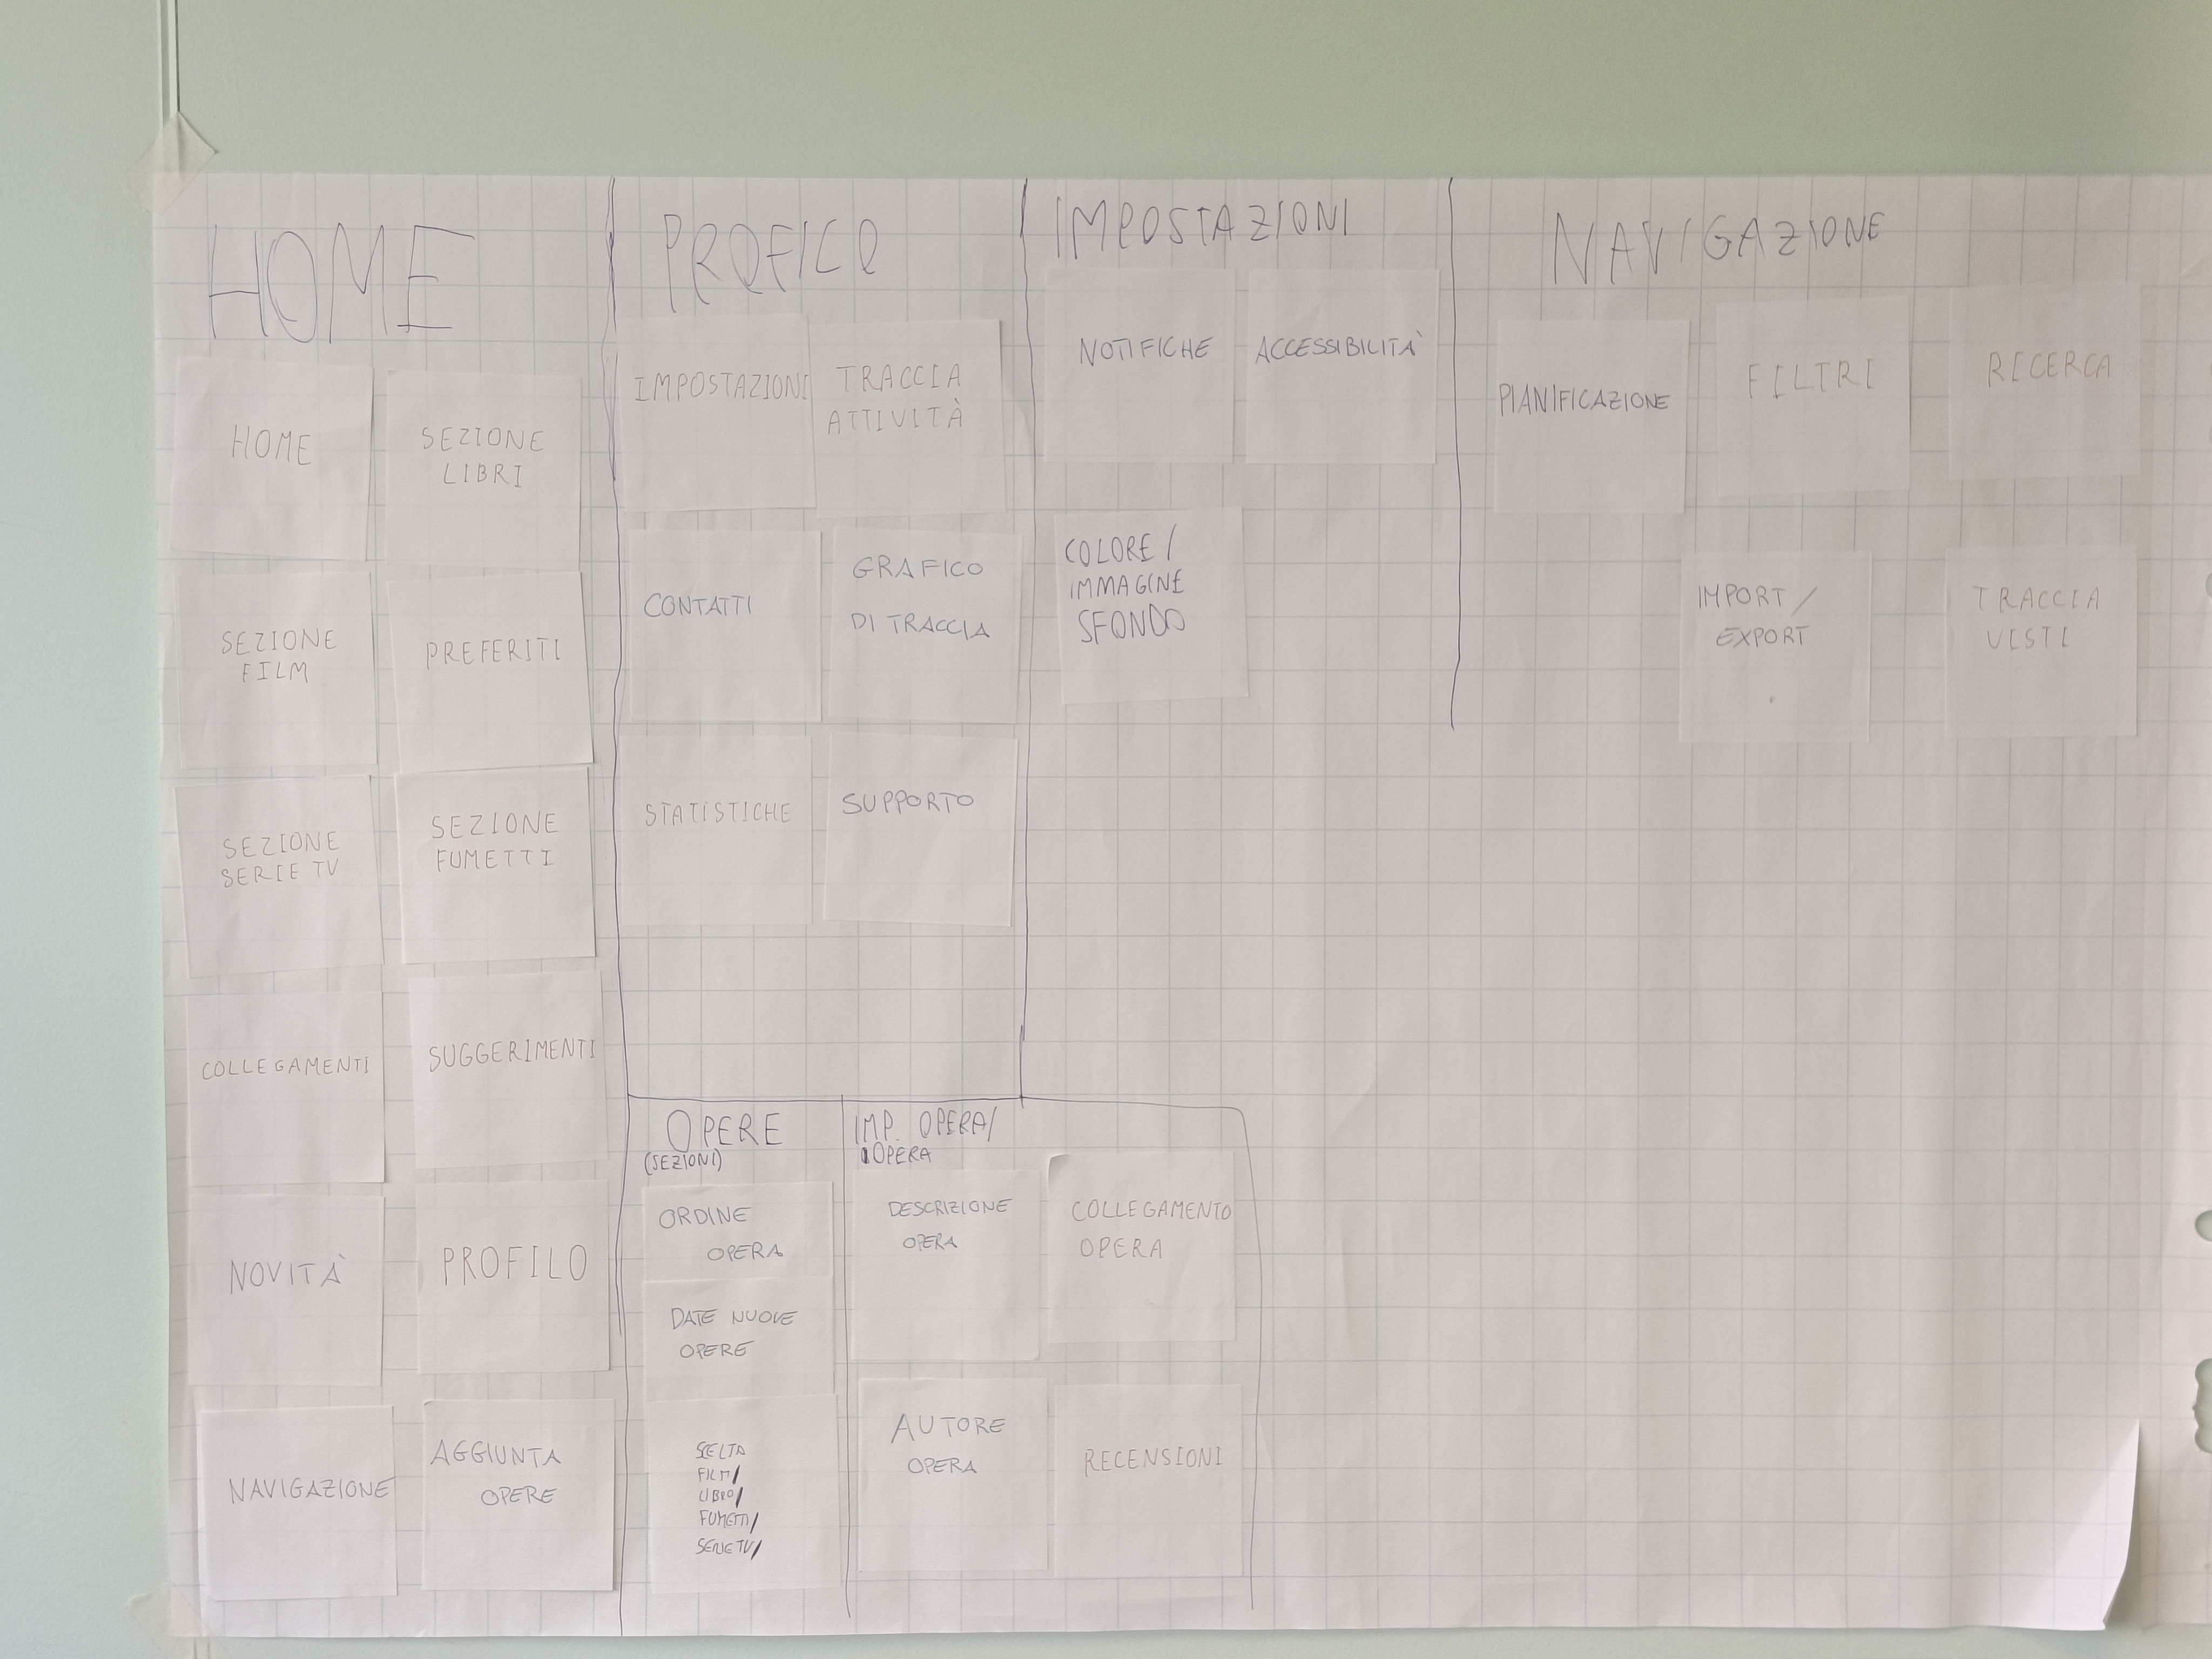 HOME
HOME
SEZIONE
LIBRI
SEZIONE
FILM
PREFERITI
SEZIONE
SERIE TV
SEZIONE
FUMETTI
COLLEGAMENTI
SUGGERIMENTI
NOVITÀ
PROFILO
NAVIGAZIONE
AGGIUNTA
OPERE
PROFILO
IMPOSTAZIONI
TRACCIA
ATTIVITÀ
CONTATTI
GRAFICO
DI TRACCIA
STATISTICHE
SUPPORTO
IMPOSTAZIONI
NOTIFICHE
ACCESSIBILITÀ
COLORE /
IMMAGINE
SFONDO
NAVIGAZIONE
PIANIFICAZIONE
FILTRI
RICERCA
IMPORT /
EXPORT
TRACCIA
VISTI
OPERE
(SEZIONI)
ORDINE
OPERA
DATE NUOVE
OPERE
SCELTA
FILM/
LIBRO/
FUMETTI/
SERIE TV/
IMP. OPERA/
OPERA
DESCRIZIONE
OPERA
COLLEGAMENTO
OPERA
AUTORE
OPERA
RECENSIONI